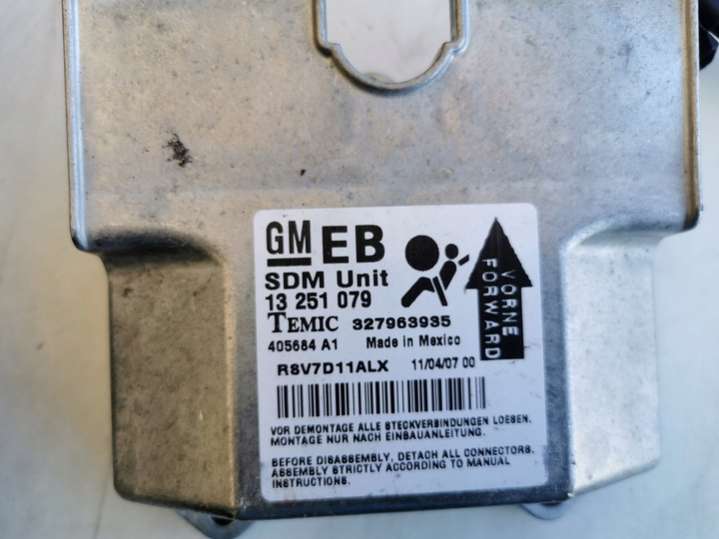 GM EB
SDM Unit
13 251 079
TEMIC 327963935
405684 A1 Made in Mexico
R8V7D11ALX 11/04/07 00
VORNE
FORWARD
VOR DEMONTAGE ALLE STECKVERBINDUNGEN LOESEN.
MONTAGE NUR NACH EINBAUANLEITUNG.
BEFORE DISASSEMBLY, DETACH ALL CONNECTORS.
ASSEMBLY STRICTLY ACCORDING TO MANUAL
INSTRUCTIONS.